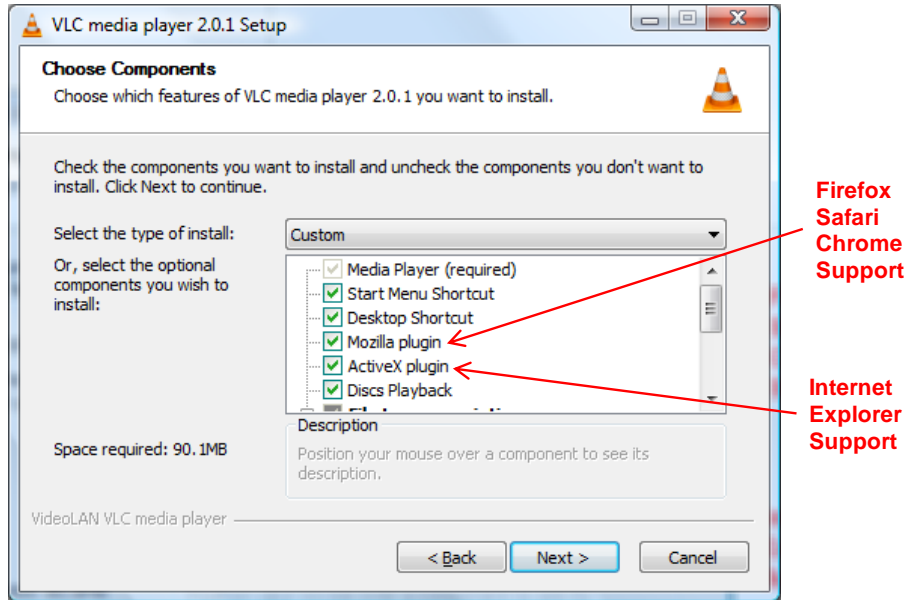 VLC media player 2.0.1 Setup
Choose Components
Choose which features of VLC media player 2.0.1 you want to install.
Check the components you want to install and uncheck the components you don't want to
install. Click Next to continue.
Select the type of install:
Custom
Or, select the optional
components you wish to
install:
Media Player (required)
Start Menu Shortcut
Desktop Shortcut
Mozilla plugin
ActiveX plugin
Discs Playback
Space required: 90.1MB
Description
Position your mouse over a component to see its
description.
VideoLAN VLC media player
< Back
Next >
Cancel
Firefox
Safari
Chrome
Support
Internet
Explorer
Support